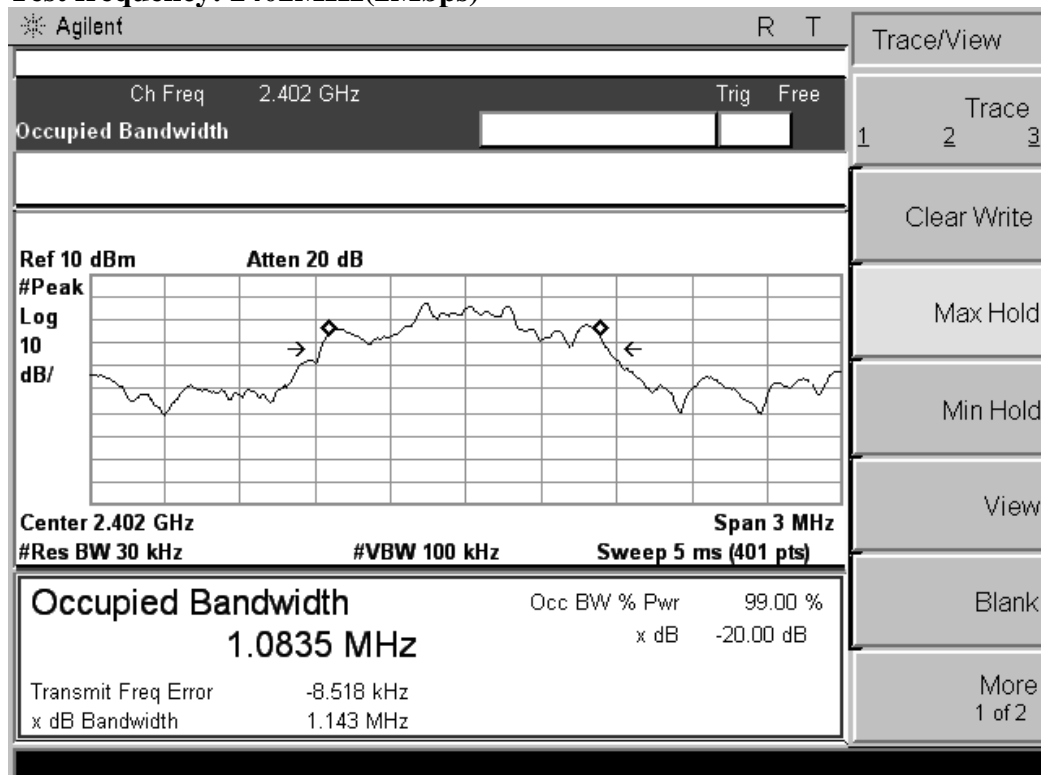 Test frequency: 2402MHz(2Mbps)
Agilent R T
Trace/View
Ch Freq 2.402 GHz Trig Free
Occupied Bandwidth
Trace
1 2 3
Clear Write
Ref 10 dBm Atten 20 dB
#Peak
Log
10
dB/
Max Hold
Min Hold
View
Center 2.402 GHz Span 3 MHz
#Res BW 30 kHz #VBW 100 kHz Sweep 5 ms (401 pts)
Occupied Bandwidth Occ BW % Pwr 99.00 %
1.0835 MHz x dB -20.00 dB
Blank
Transmit Freq Error -8.518 kHz
x dB Bandwidth 1.143 MHz
More
1 of 2